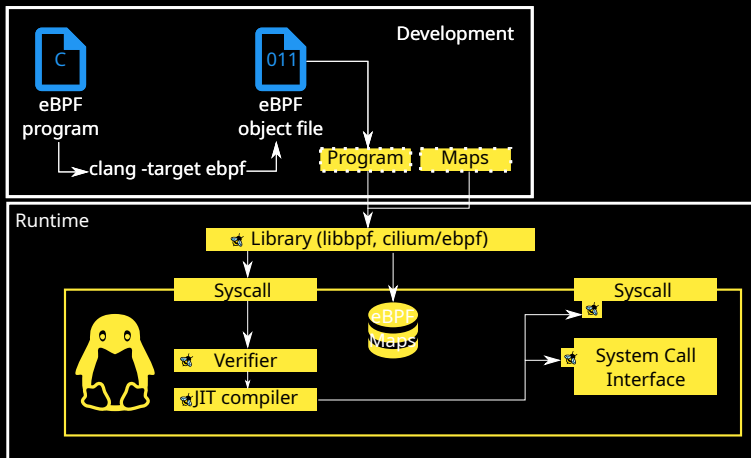 Development
C
011
eBPF
program
eBPF
object file
clang -target ebpf
Program
Maps
Runtime
Library (libbpf, cilium/ebpf)
Syscall
Syscall
eBPF
Maps
Verifier
System Call
Interface
JIT compiler